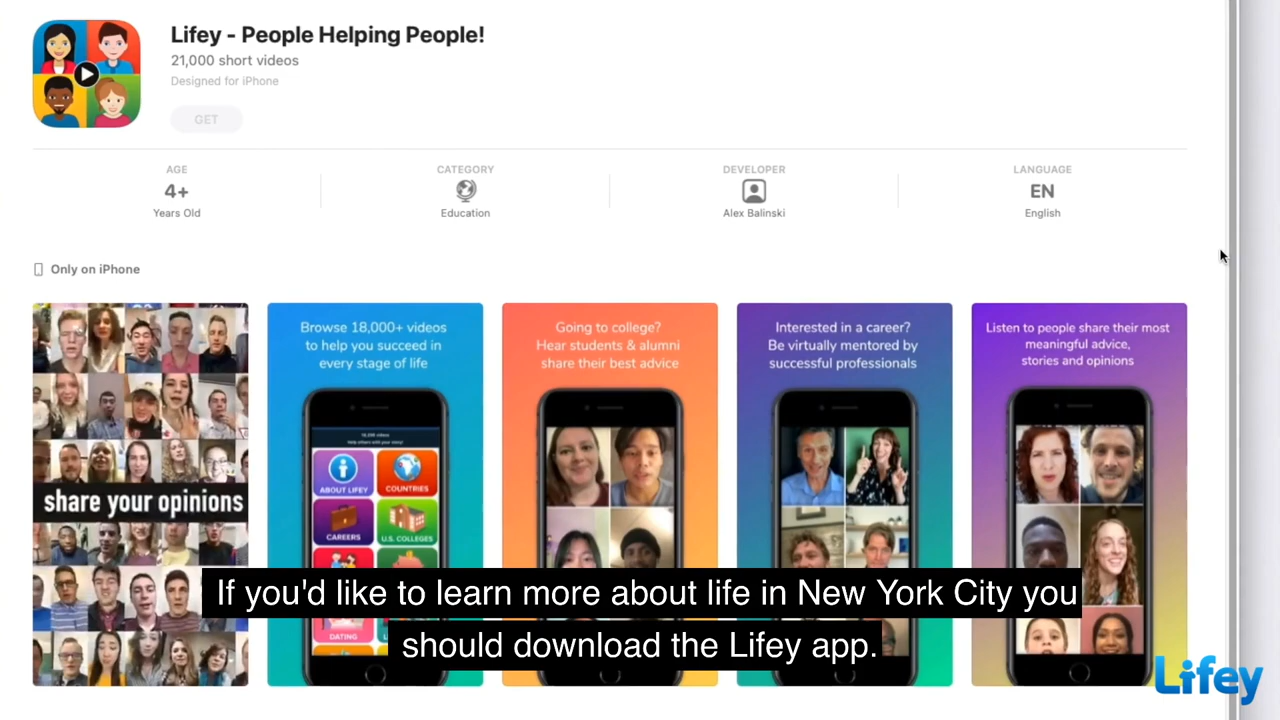 Lifey - People Helping People!
21,000 short videos
Designed for iPhone
GET
AGE
4+
Years Old
CATEGORY
Education
DEVELOPER
Alex Balinski
LANGUAGE
EN
English
Only on iPhone
share your opinions
Browse 18,000+ videos
to help you succeed in
every stage of life
ABOUT LIFEY
COUNTRIES
CAREERS
U.S. COLLEGES
DATING
Going to college?
Hear students & alumni
share their best advice
Interested in a career?
Be virtually mentored by
successful professionals
Listen to people share their most
meaningful advice,
stories and opinions
If you'd like to learn more about life in New York City you
should download the Lifey app.
Lifey